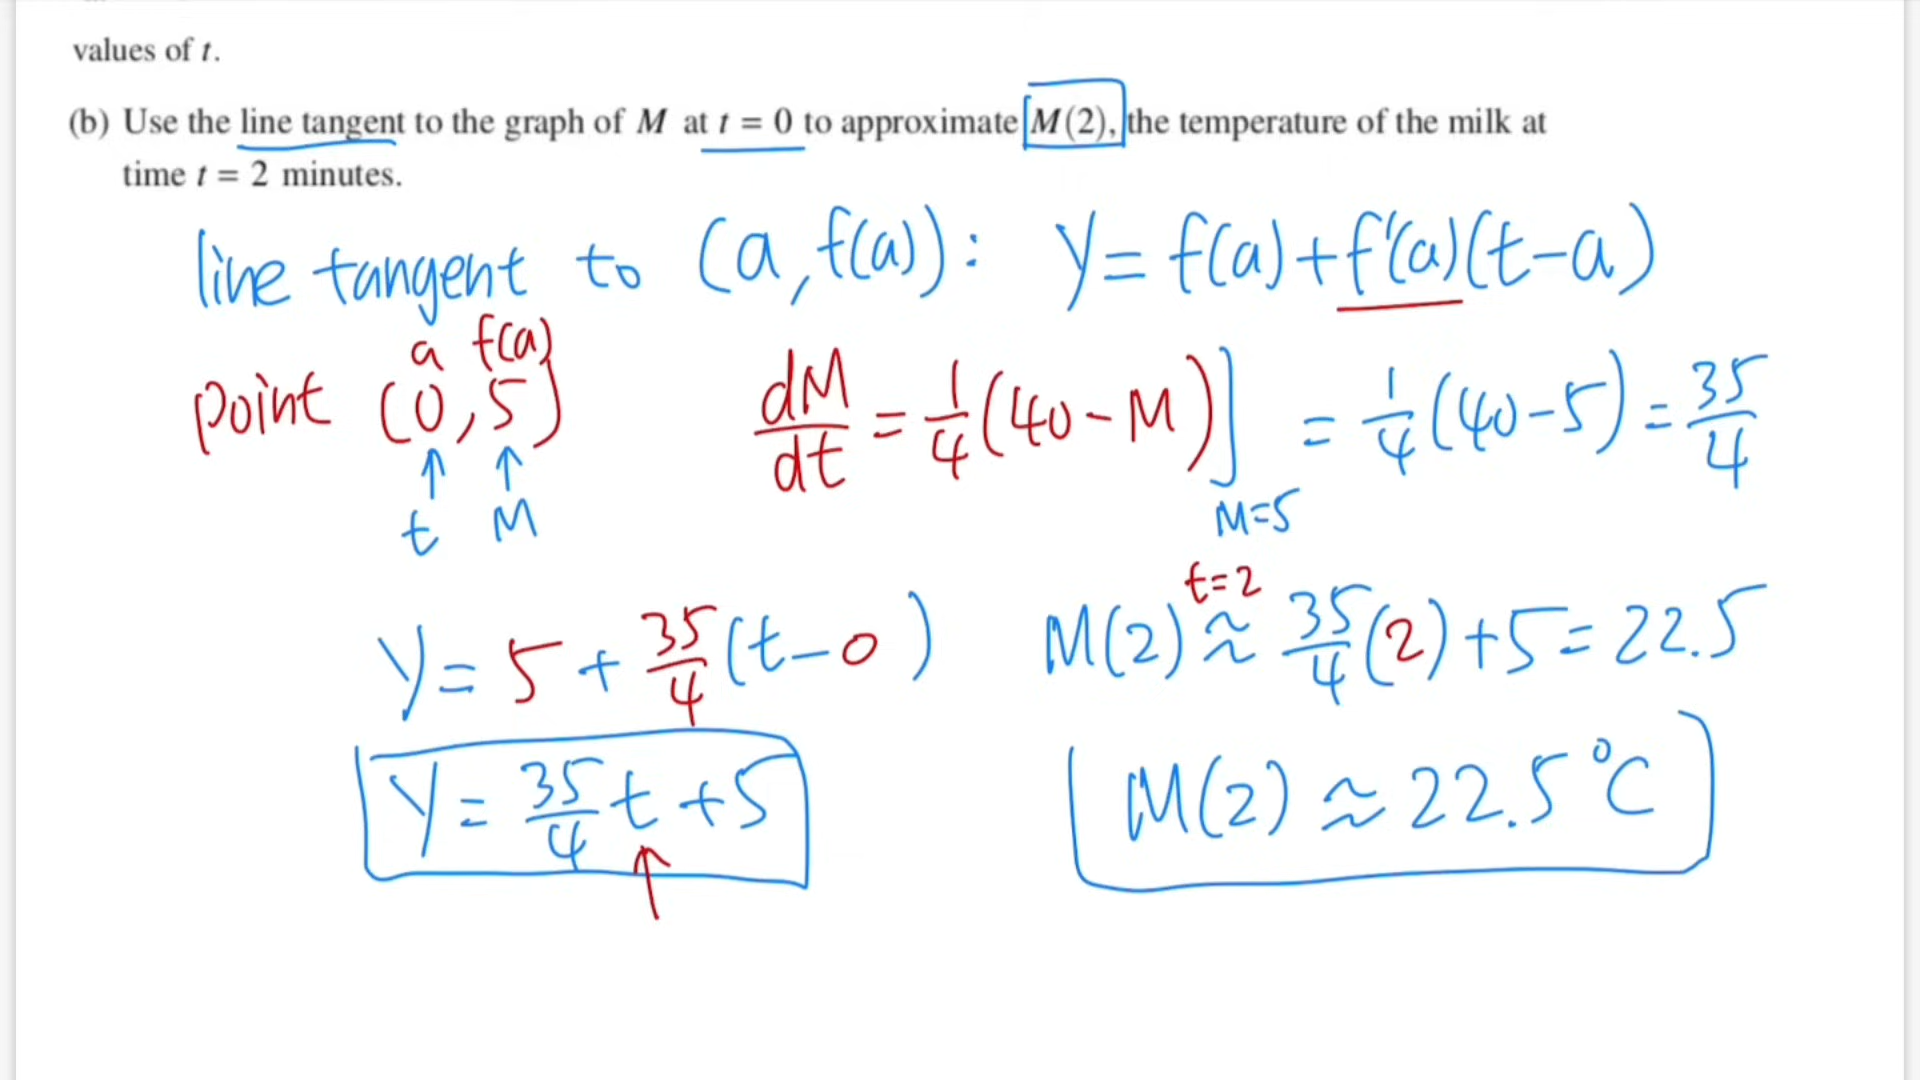 values of t.
(b) Use the line tangent to the graph of M at t = 0 to approximate M(2), the temperature of the milk at
time t = 2 minutes.
line tangent to (a, f(a)): y = f(a) + f'(a)(t-a)
a f(a)
point (0,5)
↑ ↑
t M
dM/dt = 1/4(40-M)] = 1/4(40-5) = 35/4
M=5
y = 5 + 35/4(t-0)
y = 35/4 t + 5
↑
t=2
M(2) ≈ 35/4(2) + 5 = 22.5
M(2) ≈ 22.5°C